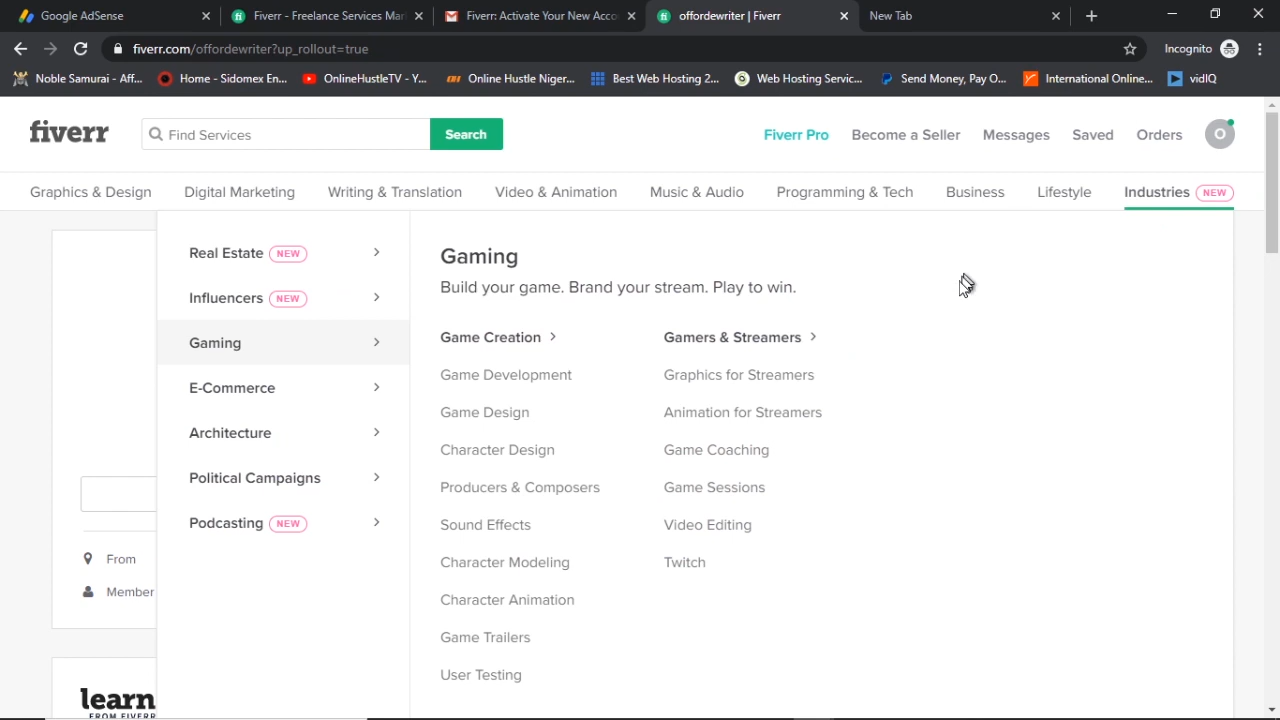 Google AdSense
Fiverr - Freelance Services Ma
Fiverr: Activate Your New Acco
offordewriter | Fiverr
New Tab
fiverr.com/offordewriter?up_rollout=true
Incognito
Noble Samurai - Aff...
Home - Sidomex En...
OnlineHustleTV - Y...
Online Hustle Niger...
Best Web Hosting 2...
Web Hosting Servic...
Send Money, Pay O...
International Online...
vidIQ
fiverr
Find Services
Search
Fiverr Pro
Become a Seller
Messages
Saved
Orders
O
Graphics & Design
Digital Marketing
Writing & Translation
Video & Animation
Music & Audio
Programming & Tech
Business
Lifestyle
Industries NEW
Real Estate NEW
Influencers NEW
Gaming
E-Commerce
Architecture
Political Campaigns
Podcasting NEW
Gaming
Build your game. Brand your stream. Play to win.
Game Creation
Game Development
Game Design
Character Design
Producers & Composers
Sound Effects
Character Modeling
Character Animation
Game Trailers
User Testing
Gamers & Streamers
Graphics for Streamers
Animation for Streamers
Game Coaching
Game Sessions
Video Editing
Twitch
From
Member
learn
FROM FIVERR